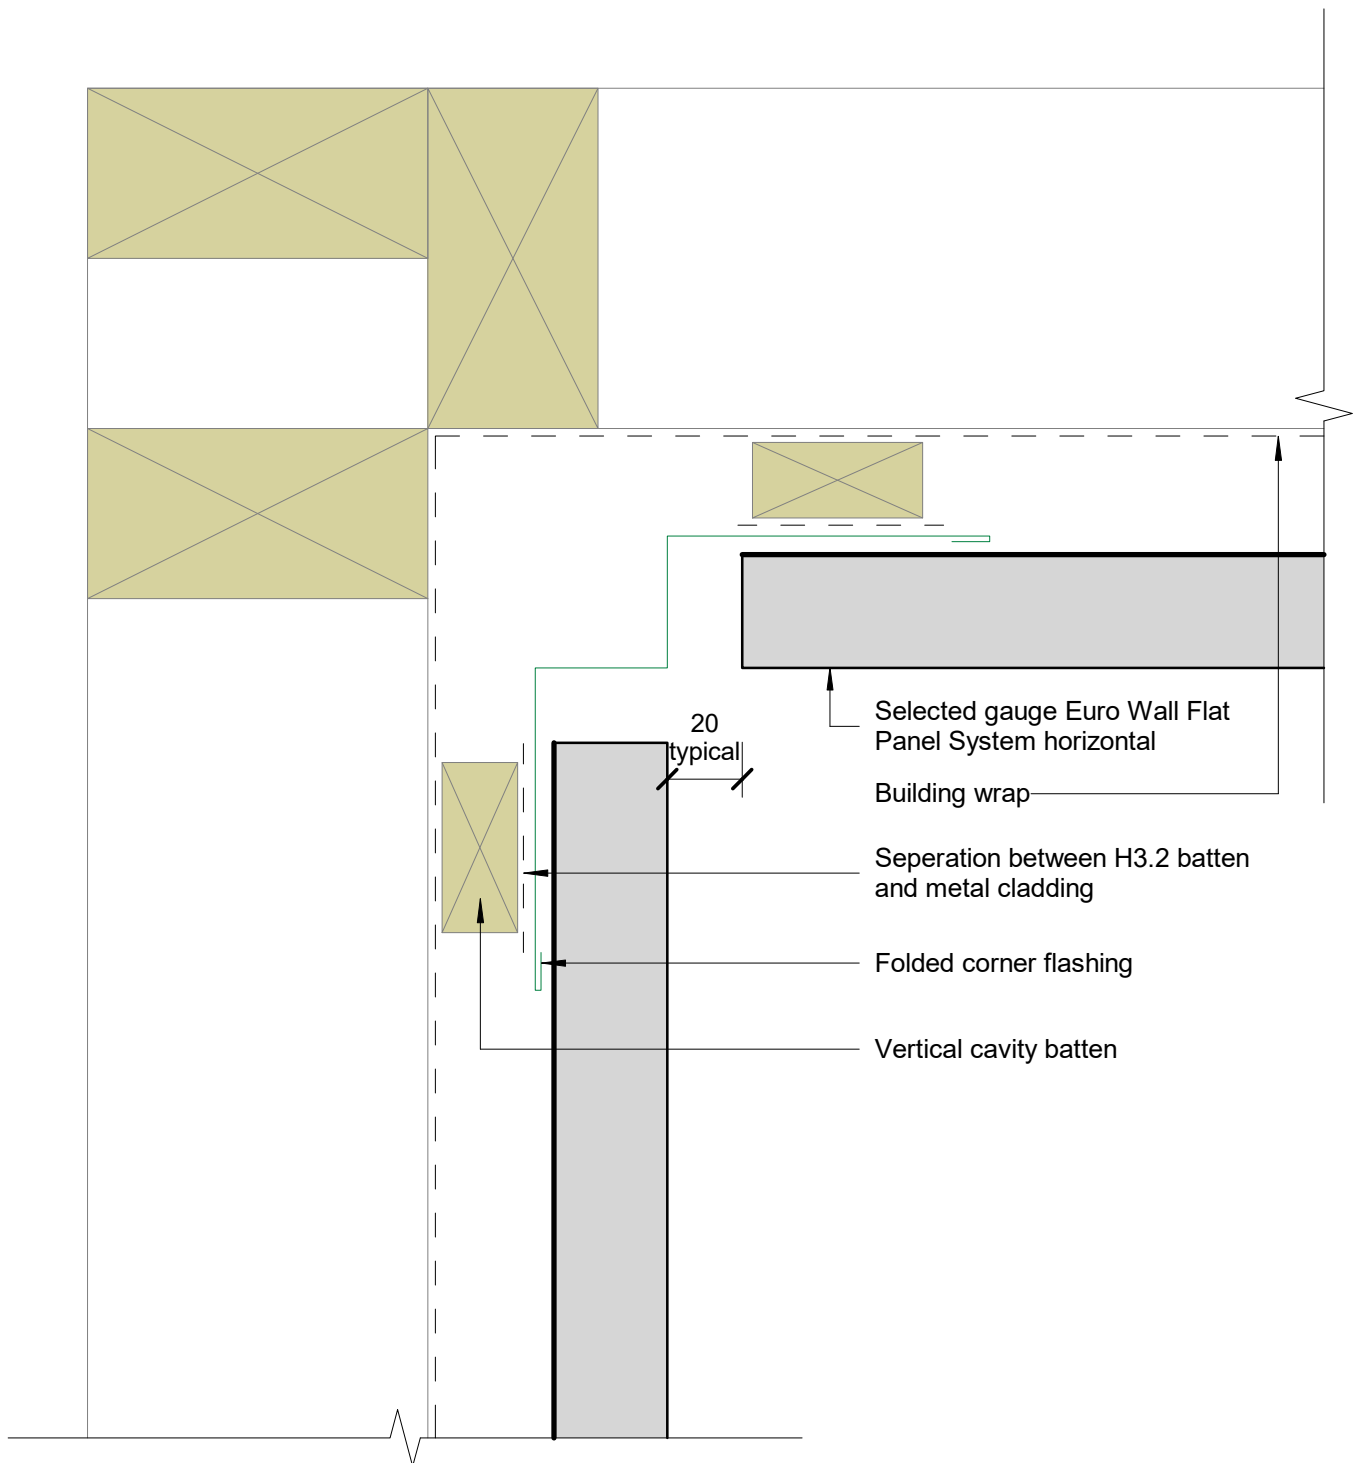 20
typical
Selected gauge Euro Wall Flat
Panel System horizontal
Building wrap
Seperation between H3.2 batten
and metal cladding
Folded corner flashing
Vertical cavity batten